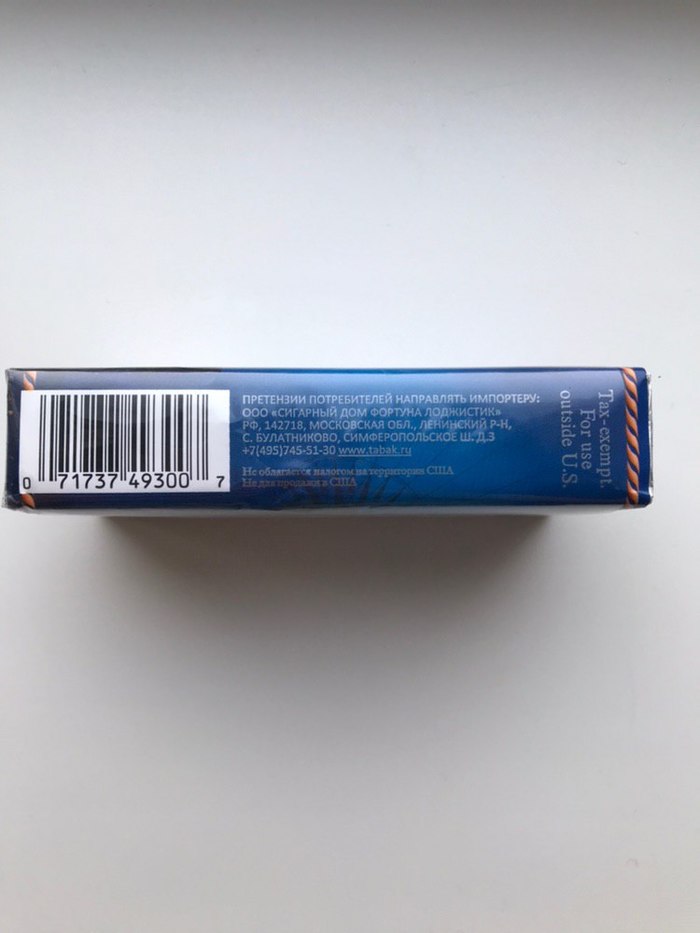 ПРЕТЕНЗИИ ПОТРЕБИТЕЛЕЙ НАПРАВЛЯТЬ ИМПОРТЕРУ:
ООО «СИГАРНЫЙ ДОМ ФОРТУНА ЛОДЖИСТИК»
РФ, 142718, МОСКОВСКАЯ ОБЛ., ЛЕНИНСКИЙ Р-Н,
С. БУЛАТНИКОВО, СИМФЕРОПОЛЬСКОЕ Ш. Д.3
+7(495)745-51-30 www.tabak.ru
Не облагается налогом на территории США
Не для продажи в США
0 71737 49300 7
Tax-exempt.
For use
outside U.S.